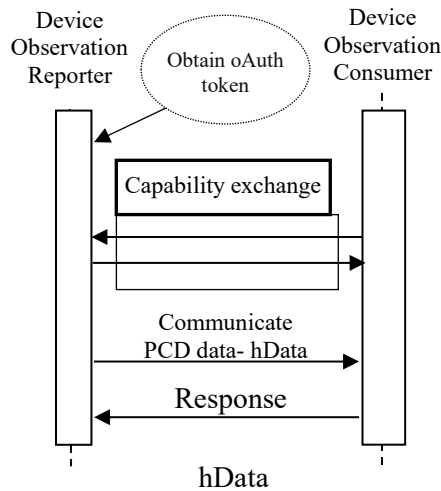 Device
Observation
Reporter
Obtain oAuth
token
Device
Observation
Consumer
Capability exchange
Communicate
PCD data- hData
Response
hData